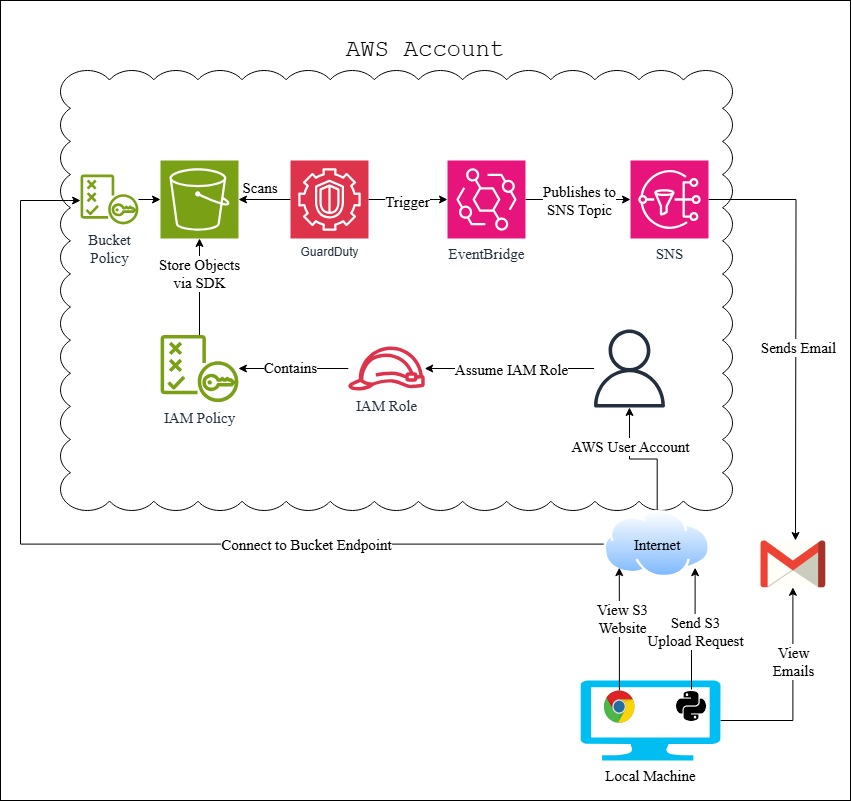 AWS Account
Scans
Trigger
Publishes to
SNS Topic
Bucket
Policy
GuardDuty
EventBridge
SNS
Store Objects
via SDK
Sends Email
Contains
Assume IAM Role
IAM Policy
IAM Role
AWS User Account
Connect to Bucket Endpoint
Internet
View S3
Website
Send S3
Upload Request
View
Emails
Local Machine